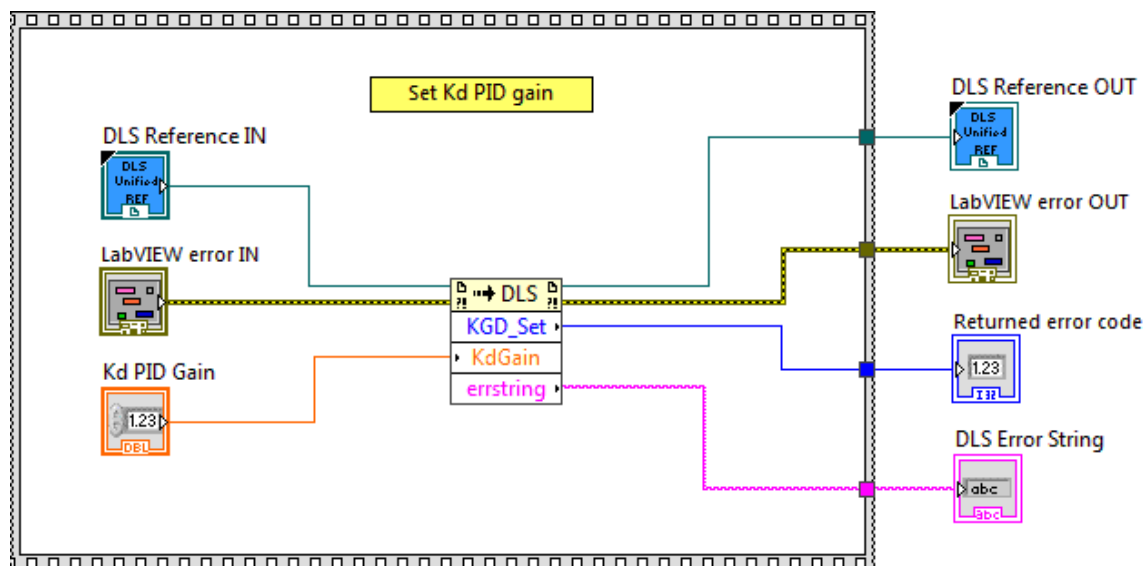 Set Kd PID gain
DLS Reference IN
DLS
Unified
REF
LabVIEW error IN
Kd PID Gain
1.23
DBL
?! DLS ?!
KGD_Set
KdGain
errstring
DLS Reference OUT
DLS
Unified
REF
LabVIEW error OUT
Returned error code
1.23
I32
DLS Error String
abc
abc